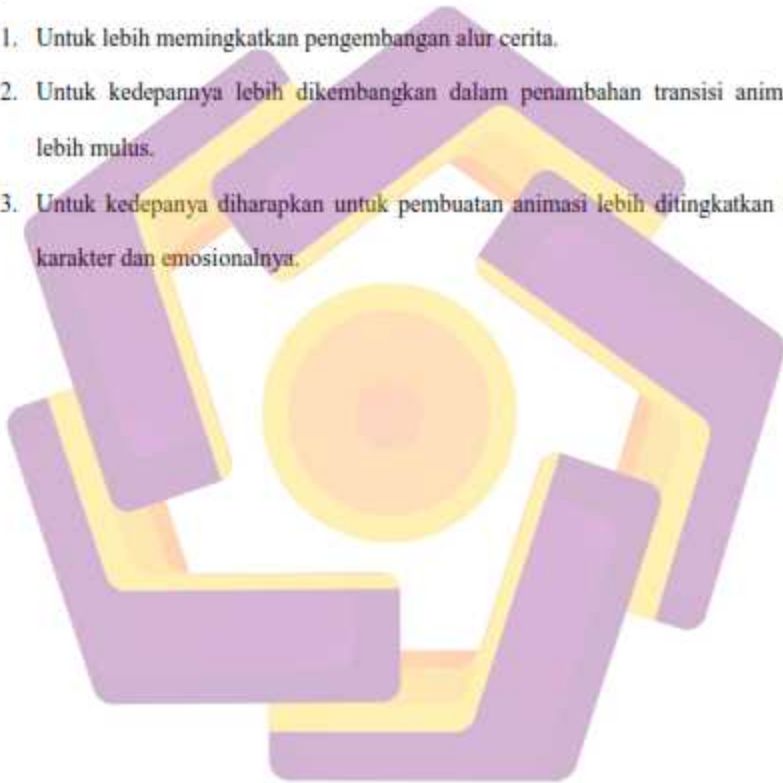 1. Untuk lebih memingkatkan pengembangan alur cerita.
2. Untuk kedepannya lebih dikembangkan dalam penambahan transisi anim
lebih mulus.
3. Untuk kedepanya diharapkan untuk pembuatan animasi lebih ditingkatkan
karakter dan emosionalnya.